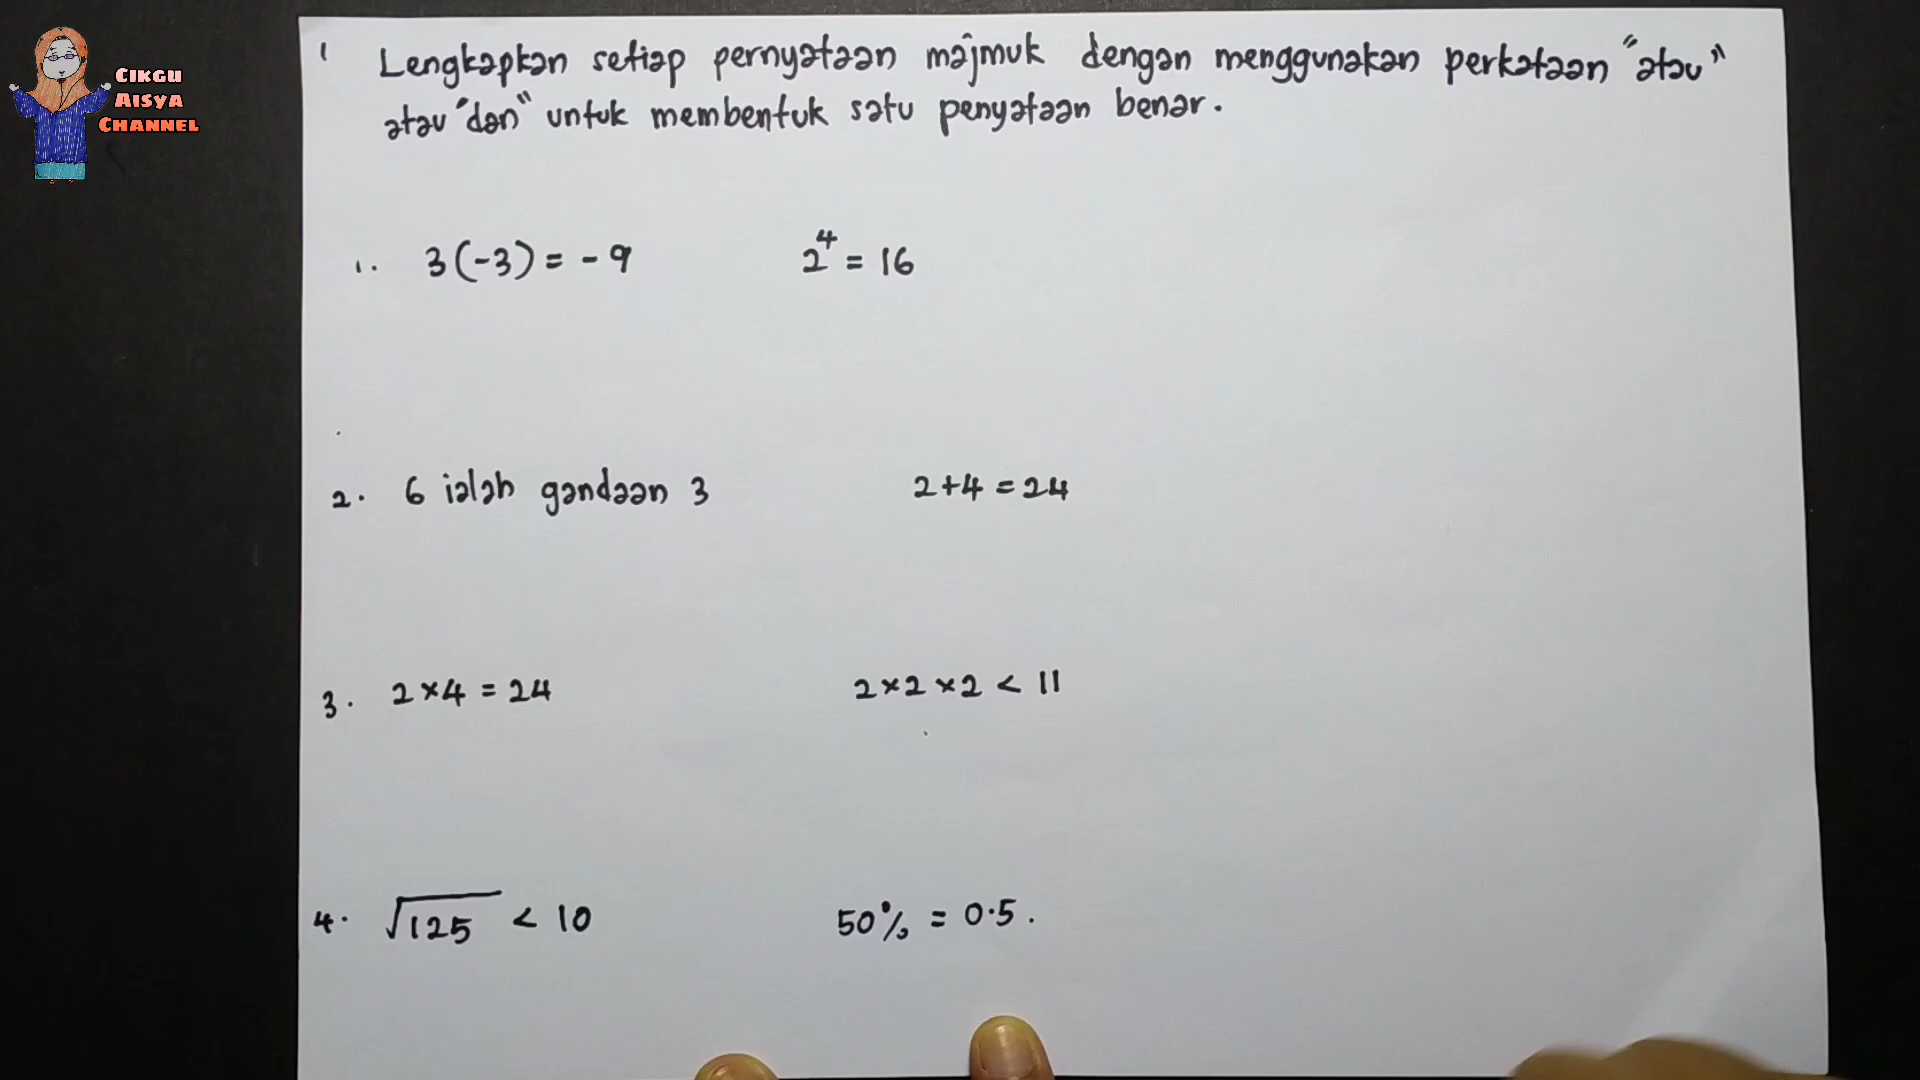 CIKGU
AISYA
CHANNEL
1 Lengkapkan setiap pernyataan majmuk dengan menggunakan perkataan "atau"
atau "dan" untuk membentuk satu penyataan benar.
1. 3(-3) = -9 2⁴ = 16
2. 6 ialah gandaan 3 2+4 = 24
3. 2×4 = 24 2×2×2 < 11
4. √125 < 10 50% = 0.5.